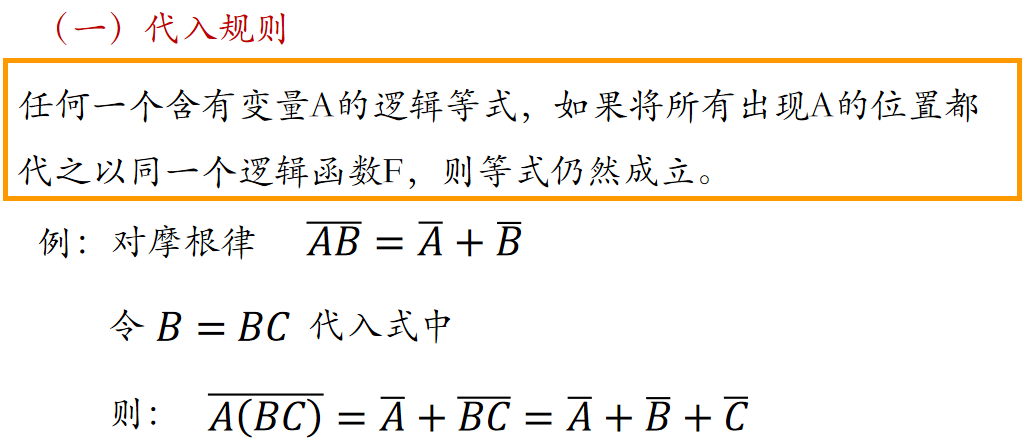 （一）代入规则
任何一个含有变量A的逻辑等式，如果将所有出现A的位置都
代之以同一个逻辑函数F，则等式仍然成立。
例：对摩根律 $\overline{AB} = \overline{A} + \overline{B}$
令 $B = BC$ 代入式中
则： $\overline{A(BC)} = \overline{A} + \overline{BC} = \overline{A} + \overline{B} + \overline{C}$